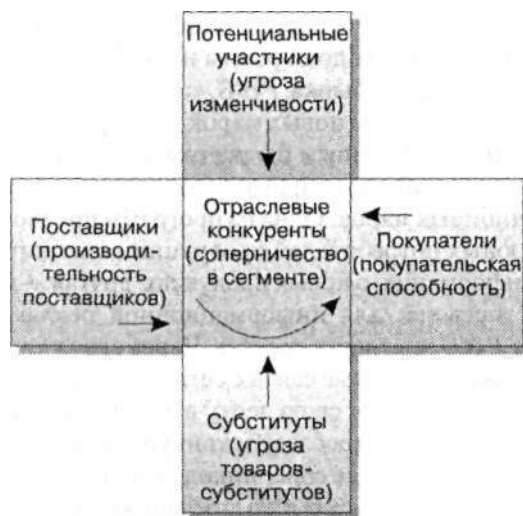 Потенциальные
участники
(угроза
изменчивости)
Поставщики
(производи-
тельность
поставщиков)
Отраслевые
конкуренты
(соперничество
в сегменте)
Покупатели
(покупательская
способность)
Субституты
(угроза
товаров-
субститутов)